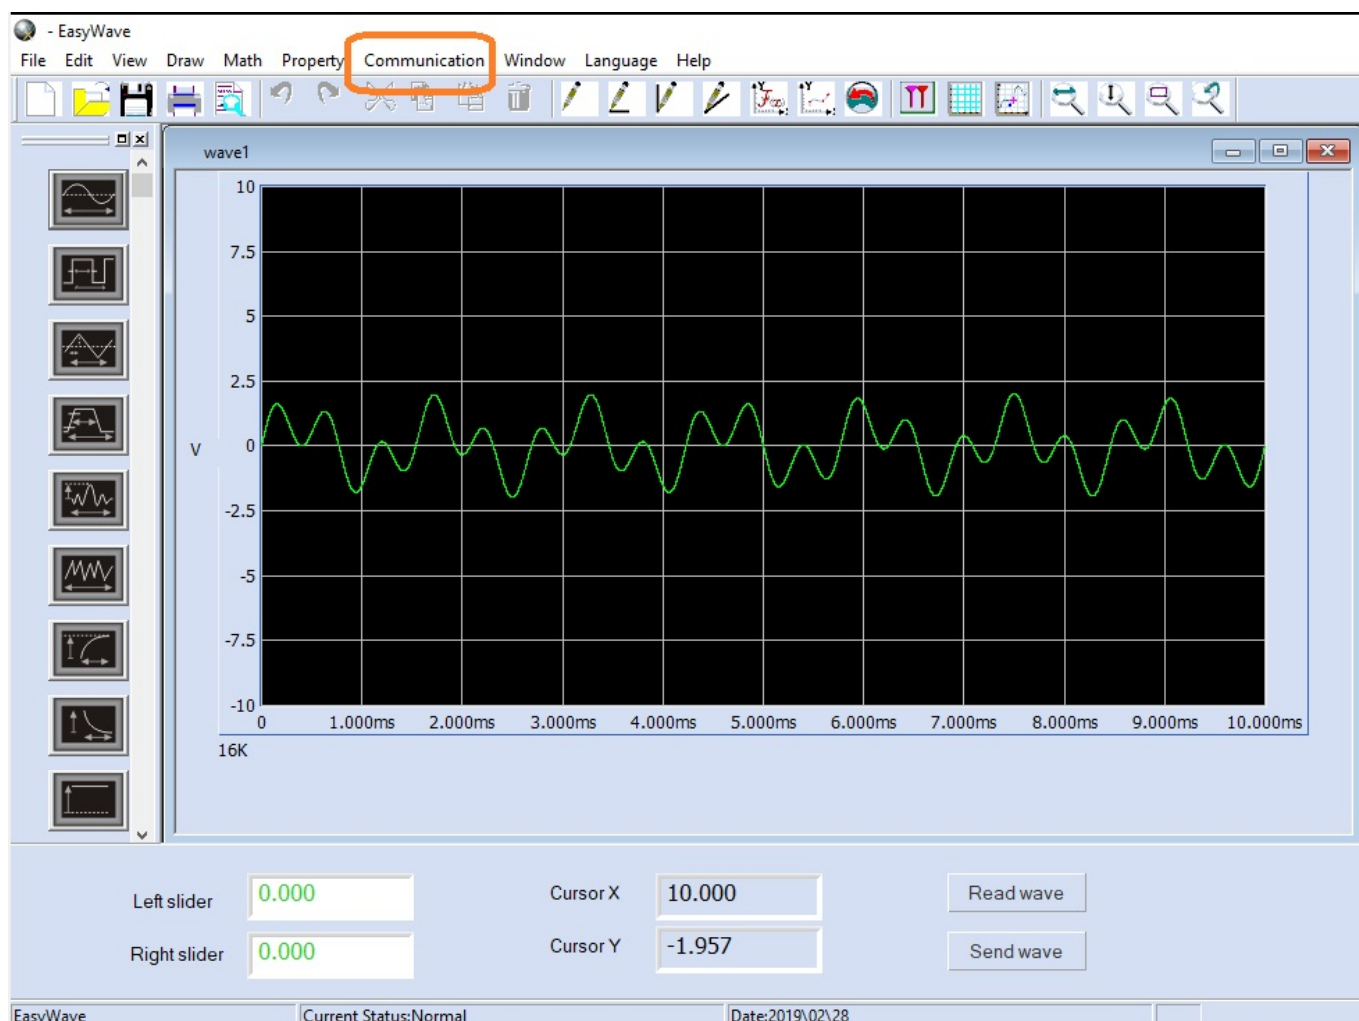 - EasyWave
File Edit View Draw Math Property Communication Window Language Help
wave1
10
7.5
5
2.5
V
0
-2.5
-5
-7.5
-10
0 1.000ms 2.000ms 3.000ms 4.000ms 5.000ms 6.000ms 7.000ms 8.000ms 9.000ms 10.000ms
16K
Left slider 0.000 Cursor X 10.000 Read wave
Right slider 0.000 Cursor Y -1.957 Send wave
EasyWave Current Status:Normal Date:2019\02\28